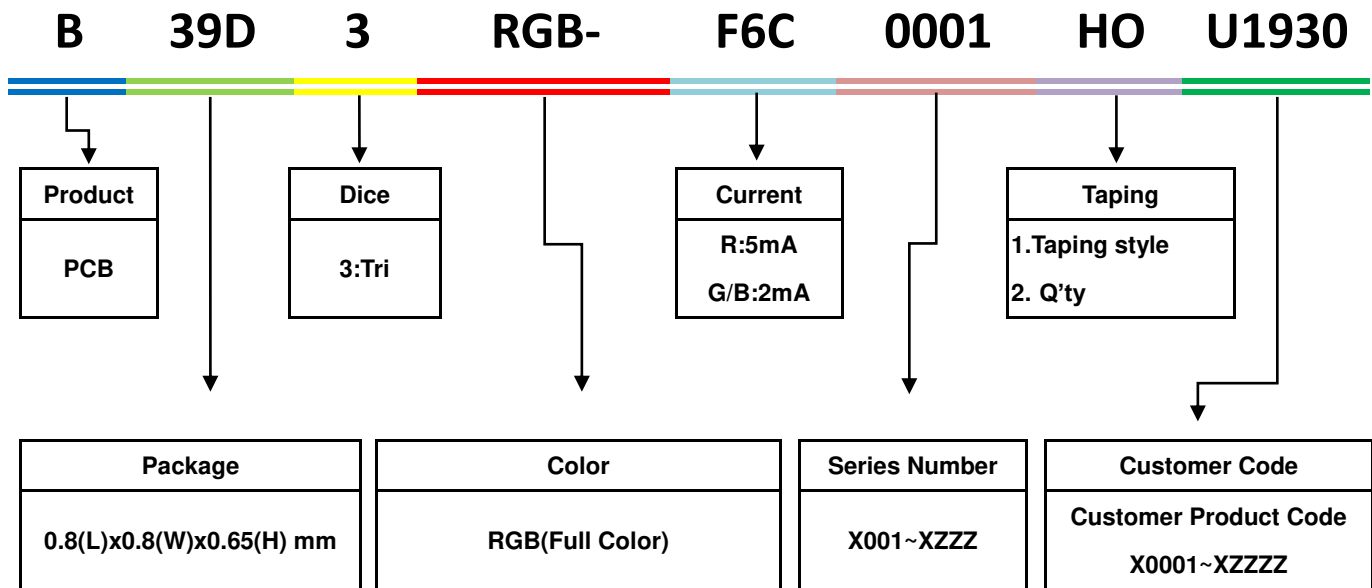 B 39D 3 RGB- F6C 0001 HO U1930
Product
PCB
Dice
3:Tri
Current
R:5mA
G/B:2mA
Taping
1.Taping style
2. Q’ty
Package
0.8(L)x0.8(W)x0.65(H) mm
Color
RGB(Full Color)
Series Number
X001~XZZZ
Customer Code
Customer Product Code
X0001~XZZZZ